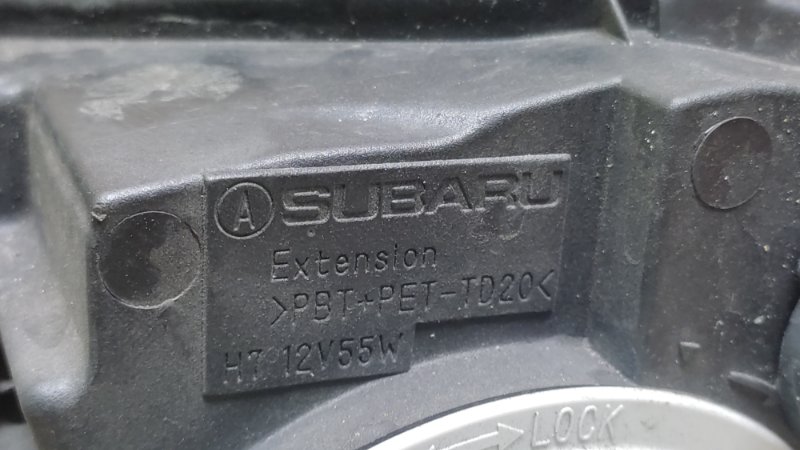 A SUBARU
Extension
>PBT+PET-TD20<
H7 12V55W
LOCK